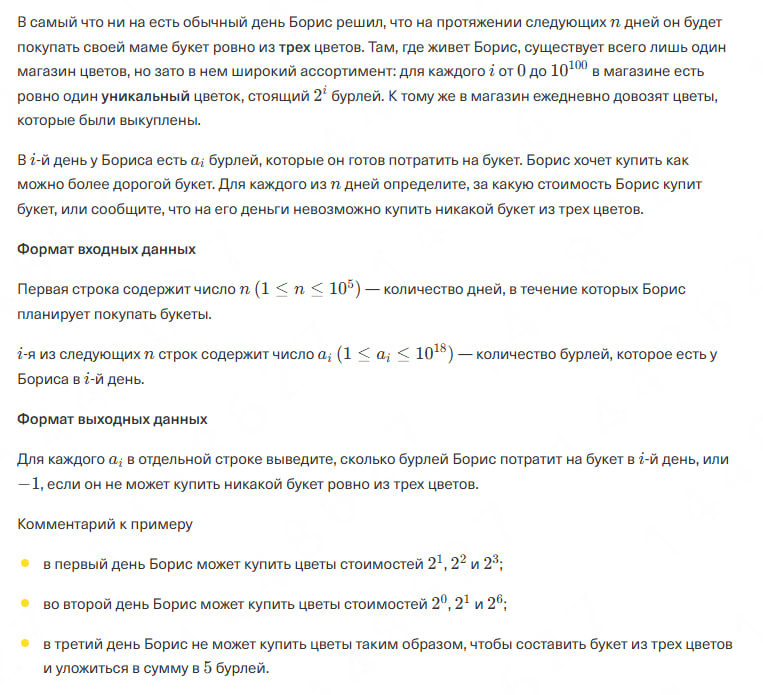 В самый что ни на есть обычный день Борис решил, что на протяжении следующих n дней он будет
покупать своей маме букет ровно из трех цветов. Там, где живет Борис, существует всего лишь один
магазин цветов, но зато в нем широкий ассортимент: для каждого i от 0 до 10^100 в магазине есть
ровно один уникальный цветок, стоящий 2^i бурлей. К тому же в магазин ежедневно довозят цветы,
которые были выкуплены.
В i-й день у Бориса есть a_i бурлей, которые он готов потратить на букет. Борис хочет купить как
можно более дорогой букет. Для каждого из n дней определите, за какую стоимость Борис купит
букет, или сообщите, что на его деньги невозможно купить никакой букет из трех цветов.
Формат входных данных
Первая строка содержит число n (1 ≤ n ≤ 10^5) — количество дней, в течение которых Борис
планирует покупать букеты.
i-я из следующих n строк содержит число a_i (1 ≤ a_i ≤ 10^18) — количество бурлей, которое есть у
Бориса в i-й день.
Формат выходных данных
Для каждого a_i в отдельной строке выведите, сколько бурлей Борис потратит на букет в i-й день, или
−1, если он не может купить никакой букет ровно из трех цветов.
Комментарий к примеру
в первый день Борис может купить цветы стоимостей 2^1, 2^2 и 2^3;
во второй день Борис может купить цветы стоимостей 2^0, 2^1 и 2^6;
в третий день Борис не может купить цветы таким образом, чтобы составить букет из трех цветов
и уложиться в сумму в 5 бурлей.